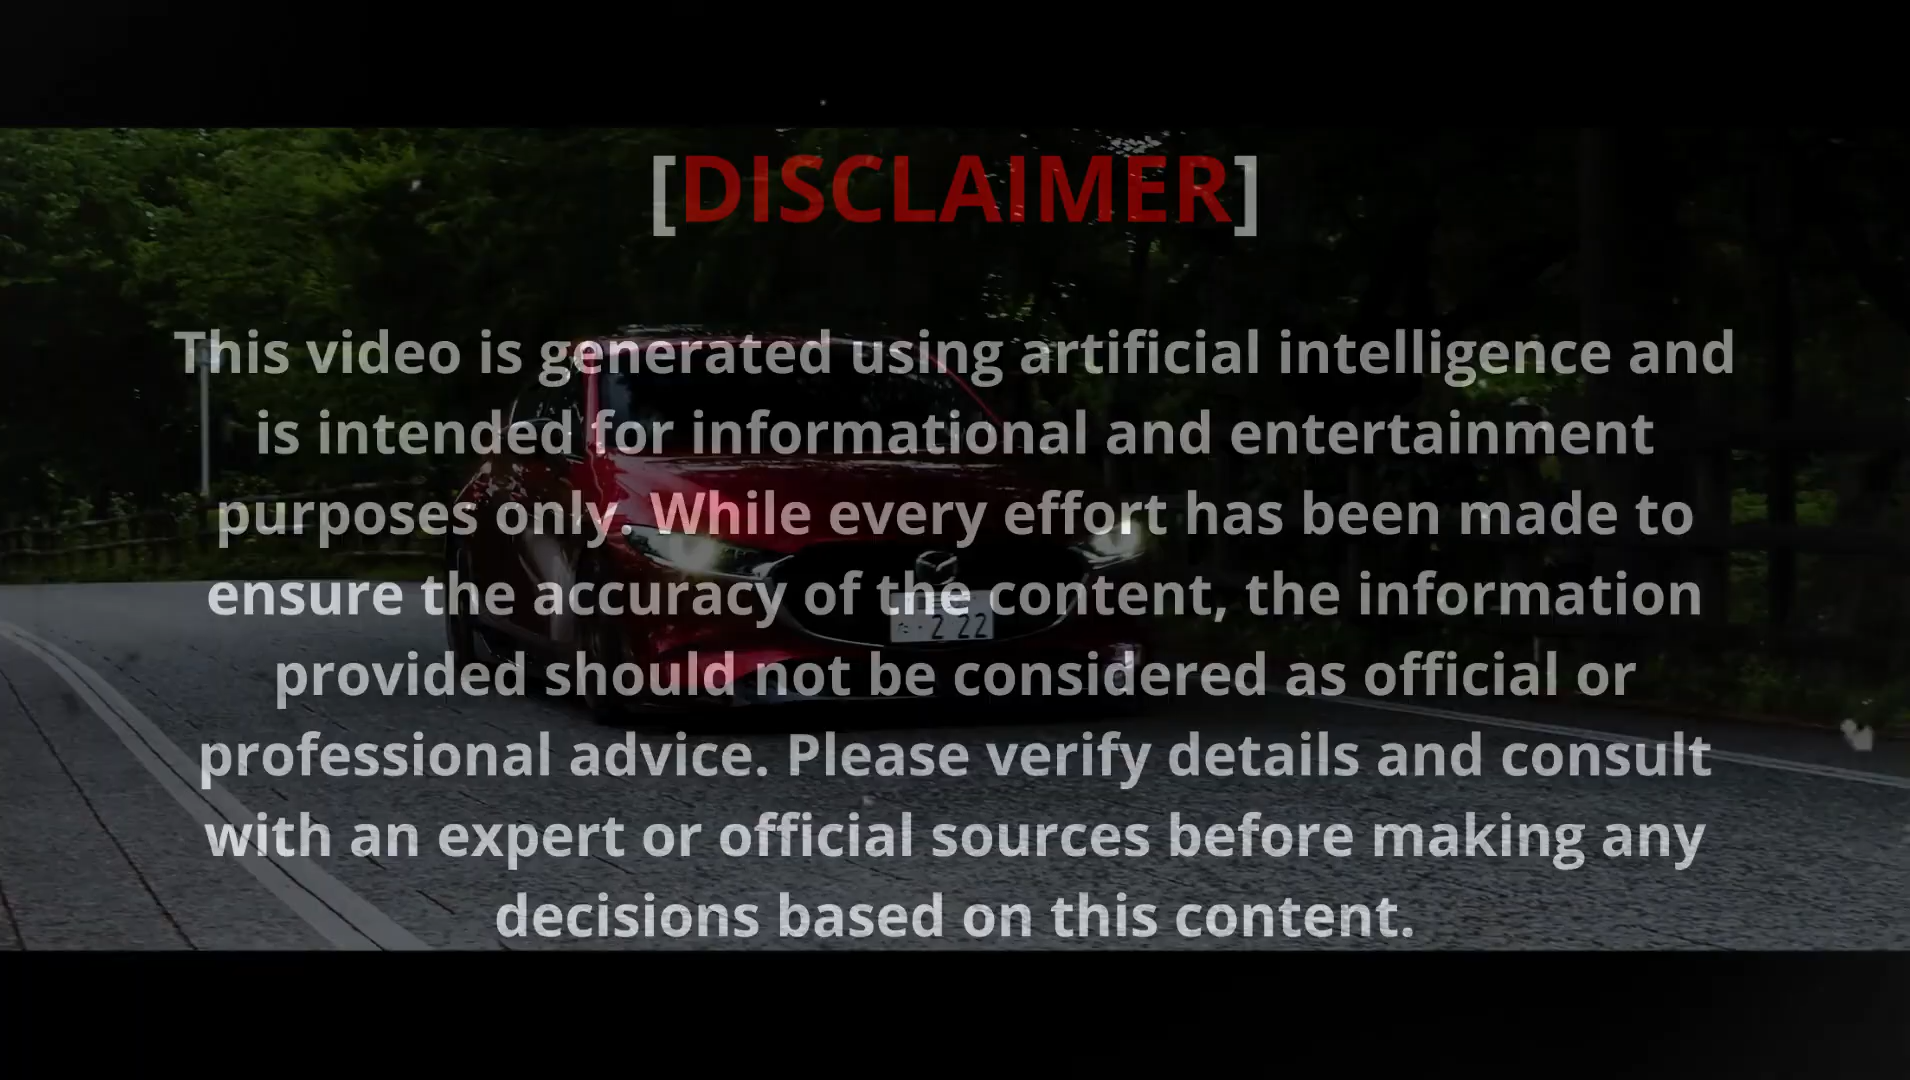 [DISCLAIMER]
This video is generated using artificial intelligence and
is intended for informational and entertainment
purposes only. While every effort has been made to
ensure the accuracy of the content, the information
provided should not be considered as official or
professional advice. Please verify details and consult
with an expert or official sources before making any
decisions based on this content.
2 22